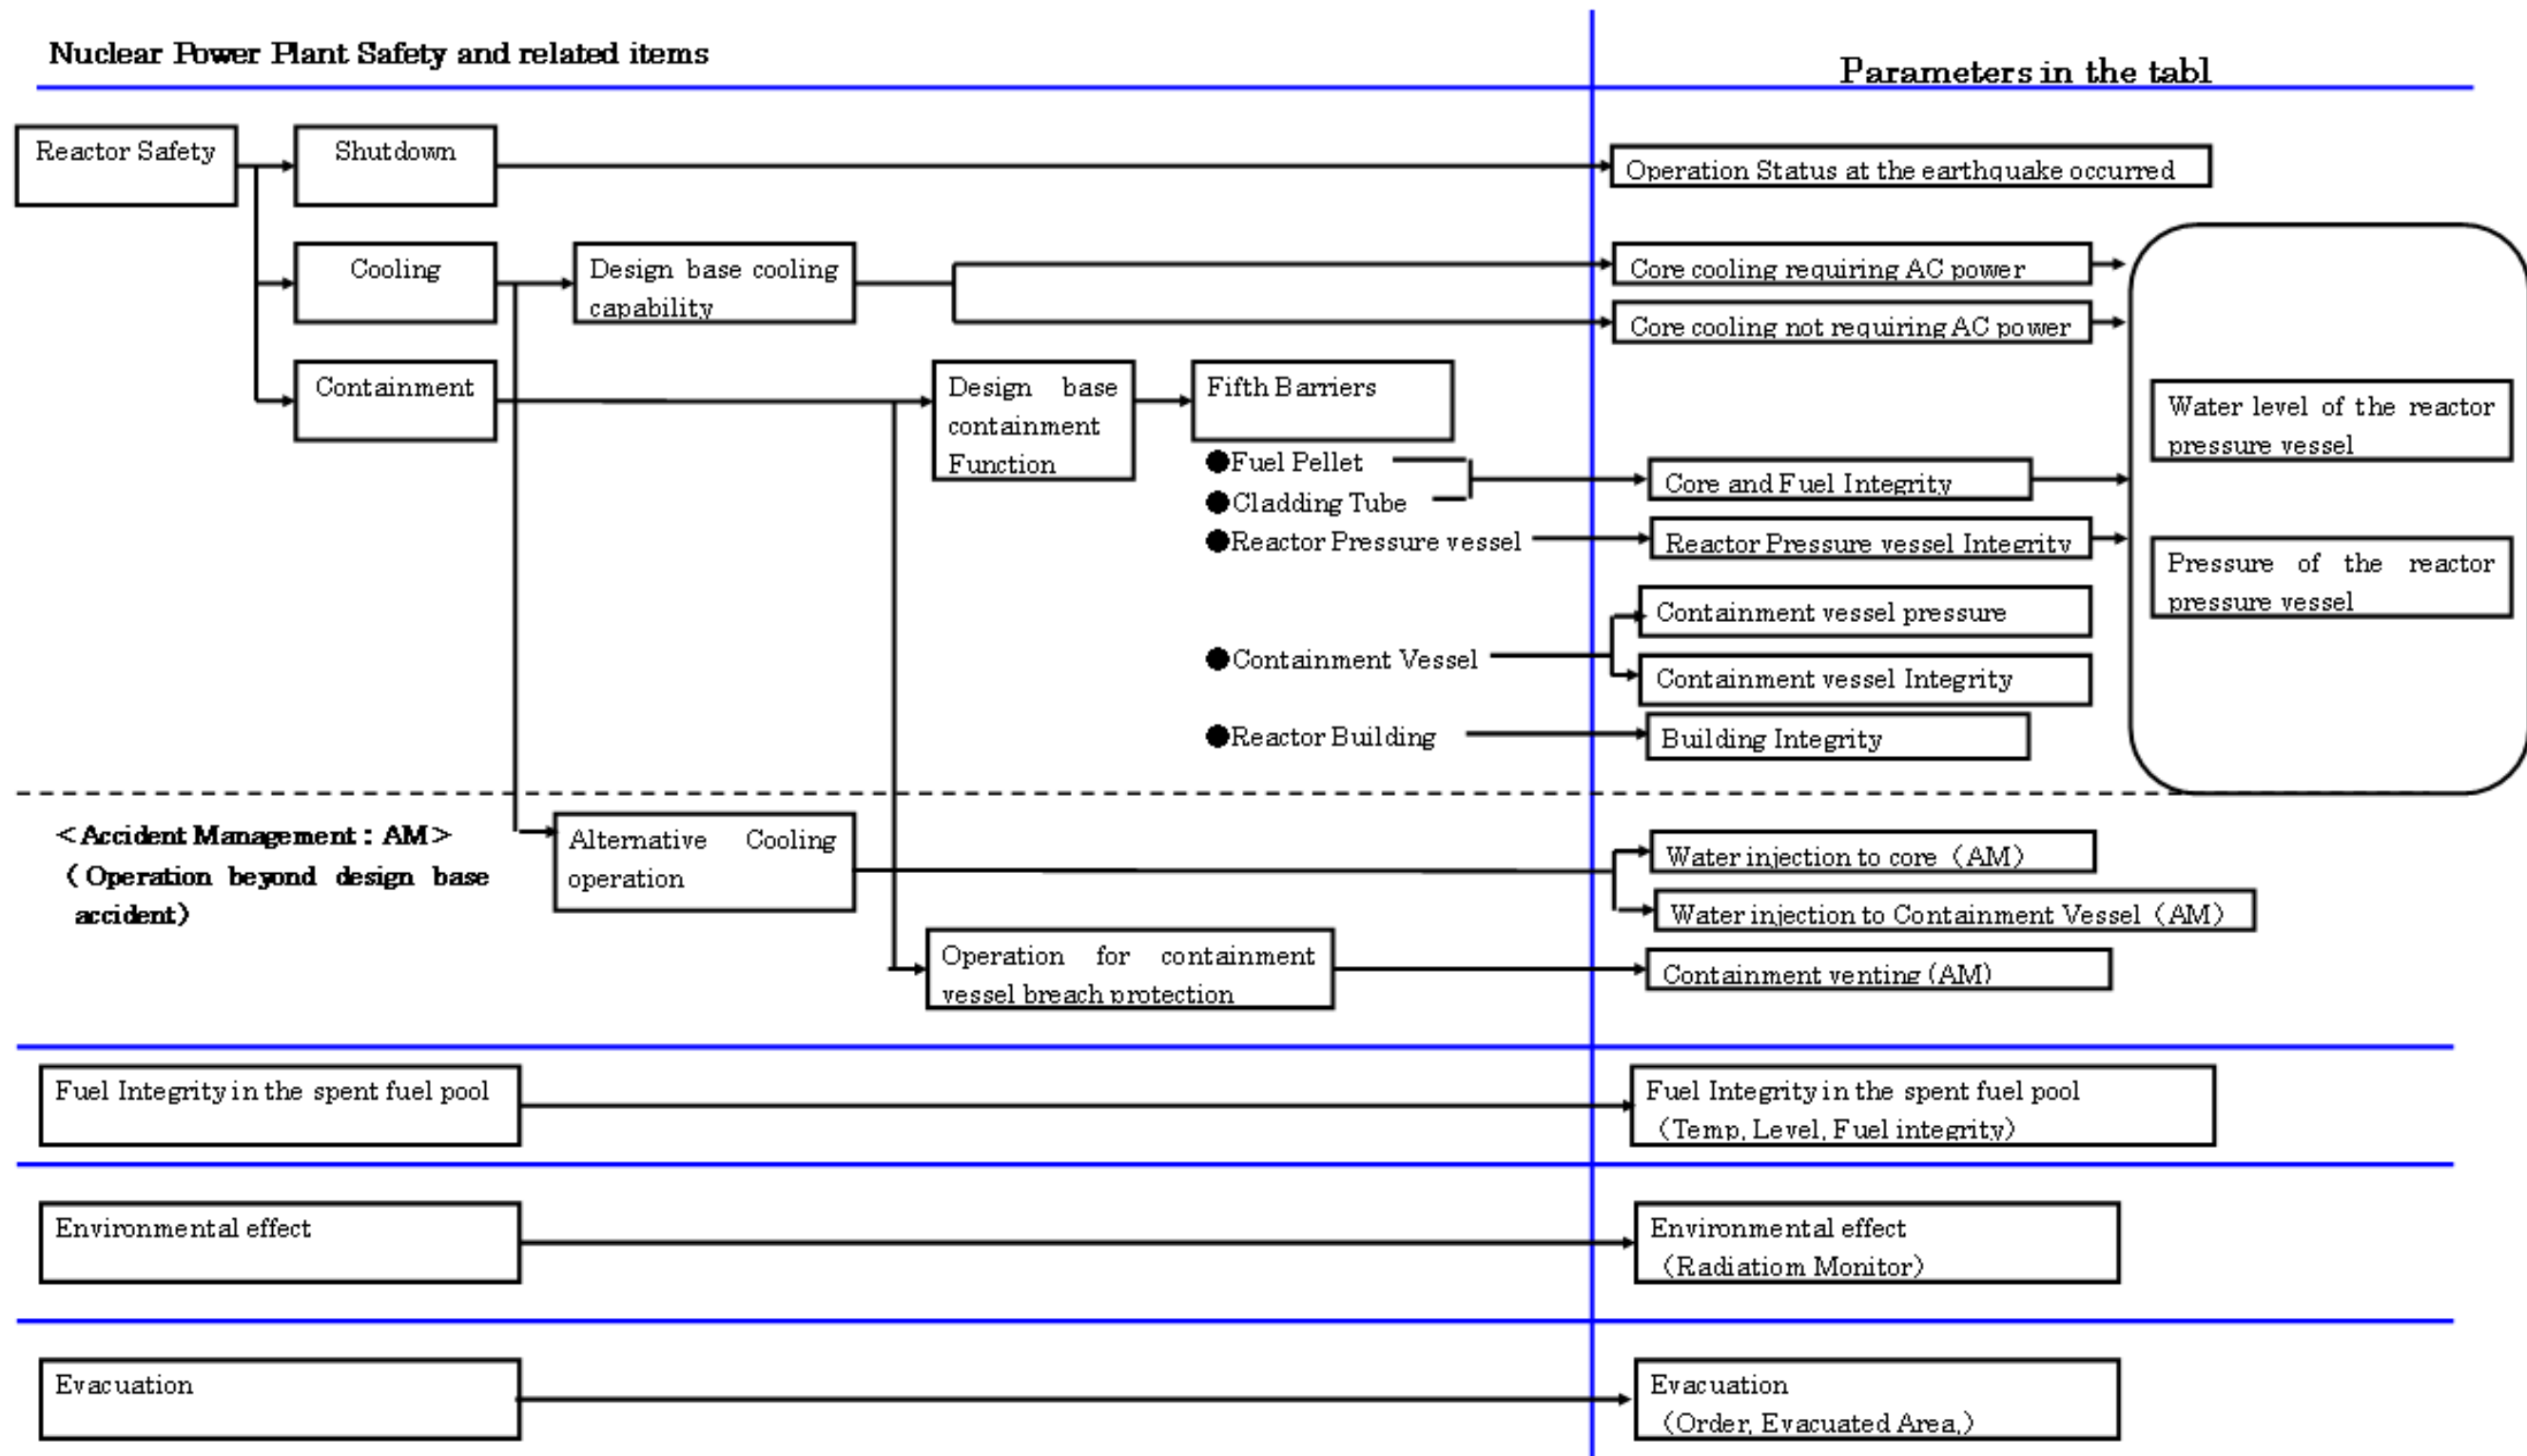 Nuclear Power Plant Safety and related items
Parameters in the tabl
Reactor Safety
Shutdown
Operation Status at the earthquake occurred
Cooling
Design base cooling
capability
Core cooling requiring AC power
Core cooling not requiring AC power
Containment
Design base
containment
Function
Fifth Barriers
●Fuel Pellet
●Cladding Tube
●Reactor Pressure vessel
●Containment Vessel
●Reactor Building
Core and Fuel Integrity
Reactor Pressure vessel Integrity
Containment vessel pressure
Containment vessel Integrity
Building Integrity
Water level of the reactor
pressure vessel
Pressure of the reactor
pressure vessel
<Accident Management : AM>
(Operation beyond design base
accident)
Alternative Cooling
operation
Water injection to core (AM)
Water injection to Containment Vessel (AM)
Operation for containment
vessel breach protection
Containment venting (AM)
Fuel Integrity in the spent fuel pool
Fuel Integrity in the spent fuel pool
(Temp, Level, Fuel integrity)
Environmental effect
Environmental effect
(Radiatiom Monitor)
Evacuation
Evacuation
(Order, Evacuated Area,)